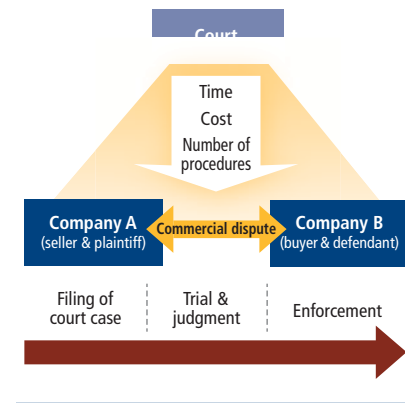 Court
Time
Cost
Number of
procedures
Company A
(seller & plaintiff)
Commercial dispute
Company B
(buyer & defendant)
Filing of
court case
Trial &
judgment
Enforcement